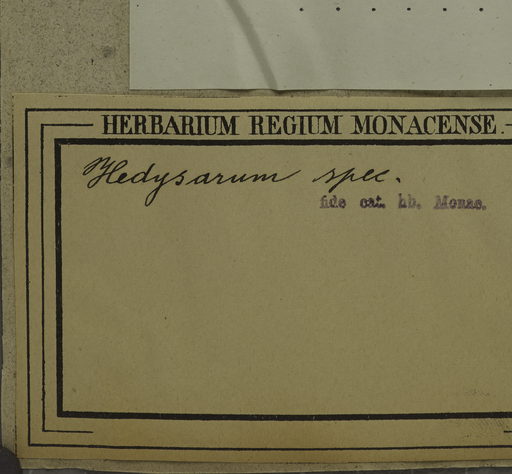 HERBARIUM REGIUM MONACENSE.
Hedysarum spec.
fide cat. hb. Monac.